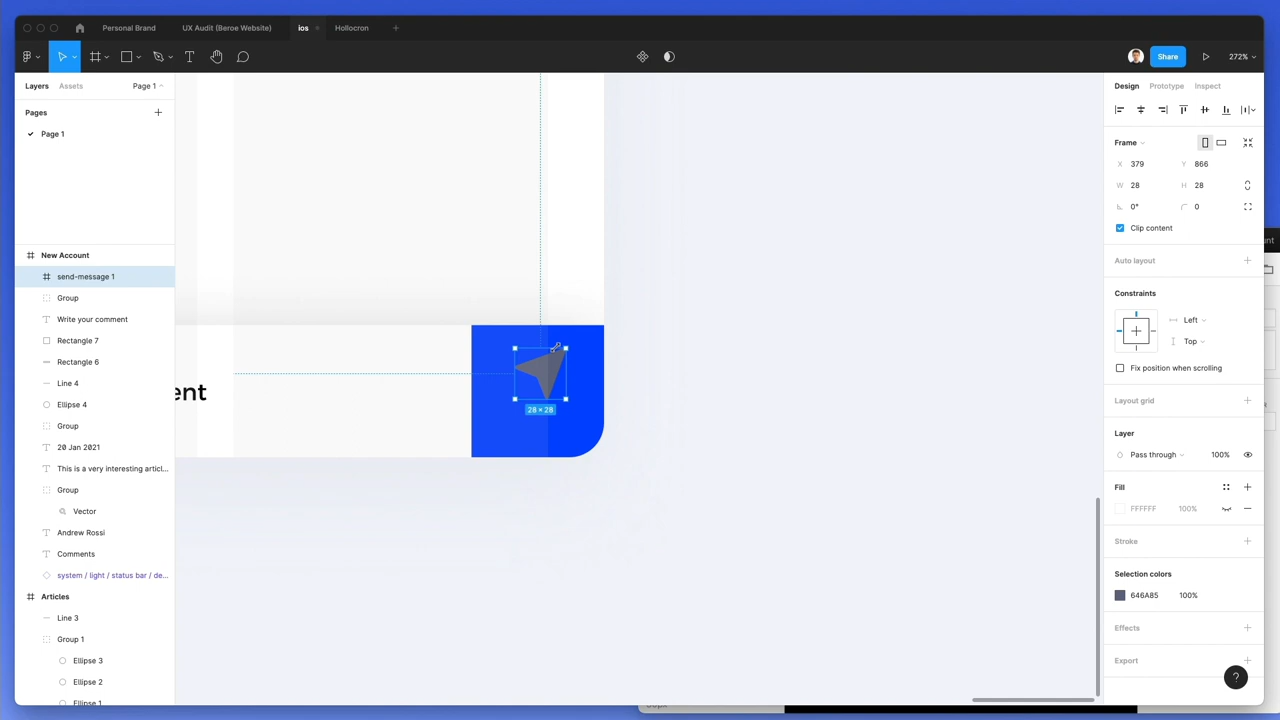 Personal Brand UX Audit (Beroe Website) ios Hollocron
Share 272%
Layers Assets Page 1
Pages
Page 1
New Account
send-message 1
Group
Write your comment
Rectangle 7
Rectangle 6
Line 4
Ellipse 4
Group
20 Jan 2021
This is a very interesting articl...
Group
Vector
Andrew Rossi
Comments
system / light / status bar / de...
Articles
Line 3
Group 1
Ellipse 3
Ellipse 2
Ellipse 1
ent
28 × 28
Design Prototype Inspect
Frame
X 379 Y 866
W 28 H 28
0° 0
Clip content
Auto layout
Constraints
Left
Top
Fix position when scrolling
Layout grid
Layer
Pass through 100%
Fill
FFFFFF 100%
Stroke
Selection colors
646A85 100%
Effects
Export
?
unt